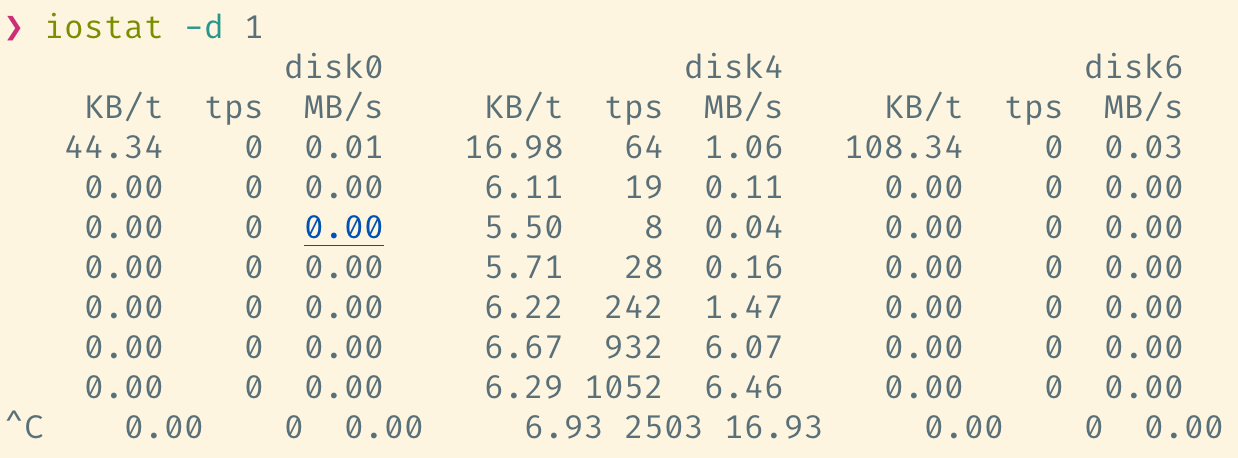 ❯ iostat -d 1
              disk0               disk4               disk6
    KB/t  tps  MB/s     KB/t  tps  MB/s     KB/t  tps  MB/s
   44.34    0  0.01    16.98   64  1.06   108.34    0  0.03
    0.00    0  0.00     6.11   19  0.11     0.00    0  0.00
    0.00    0  0.00     5.50    8  0.04     0.00    0  0.00
    0.00    0  0.00     5.71   28  0.16     0.00    0  0.00
    0.00    0  0.00     6.22  242  1.47     0.00    0  0.00
    0.00    0  0.00     6.67  932  6.07     0.00    0  0.00
    0.00    0  0.00     6.29 1052  6.46     0.00    0  0.00
^C    0.00    0  0.00     6.93 2503 16.93     0.00    0  0.00